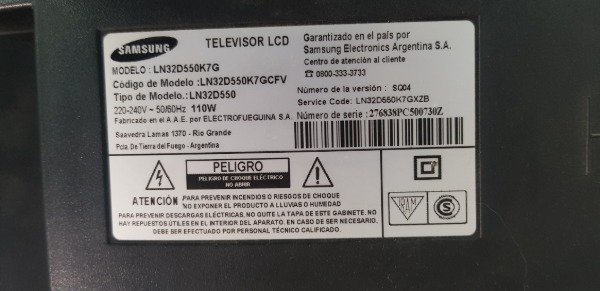 SAMSUNG TELEVISOR LCD
MODELO : LN32D550K7G
Código de Modelo :LN32D550K7GCFV
Tipo de Modelo.:LN32D550
220-240V ~ 50/60Hz 110W
Fabricado en el A.A.E. por ELECTROFUEGUINA S.A.
Saavedra Lamas 1370 - Rio Grande
Pcia. De Tierra del Fuego - Argentina
Garantizado en el país por
Samsung Electronics Argentina S.A.
Centro de atención al cliente
☎ 0800-333-3733
Número de la versión : SQ04
Service Code: LN32D550K7GXZB
Número de serie : 276838PC500730Z
PELIGRO
PELIGRO DE CHOQUE ELÉCTRICO
NO ABRIR
ATENCIÓN PARA PREVENIR INCENDIOS O RIESGOS DE CHOQUE
NO EXPONER EL PRODUCTO A LLUVIAS O HUMEDAD
PARA PREVENIR DESCARGAS ELÉCTRICAS, NO QUITE LA TAPA DE ESTE GABINETE. NO
HAY REPUESTOS ÚTILES EN EL INTERIOR DEL APARATO. EN CASO DE SER NECESARIO,
DEBE SER EFECTUADO POR PERSONAL TÉCNICO CALIFICADO.
IRAM
S